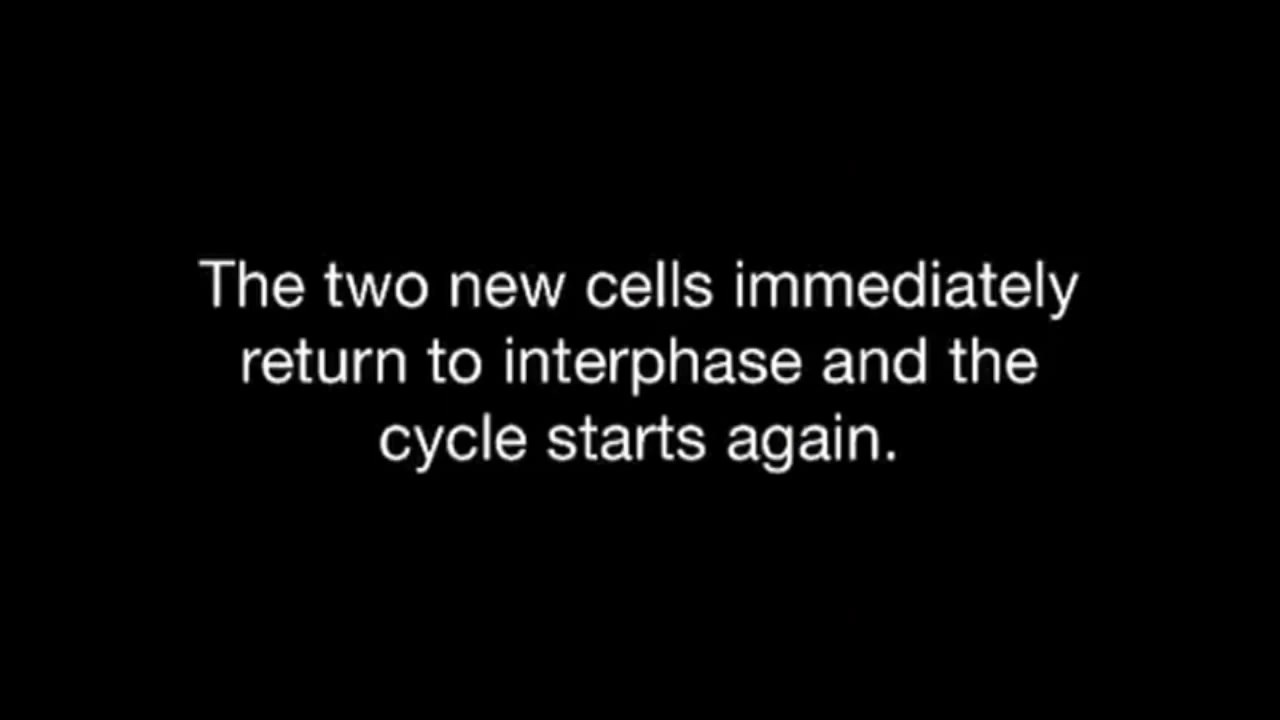 The two new cells immediately
return to interphase and the
cycle starts again.